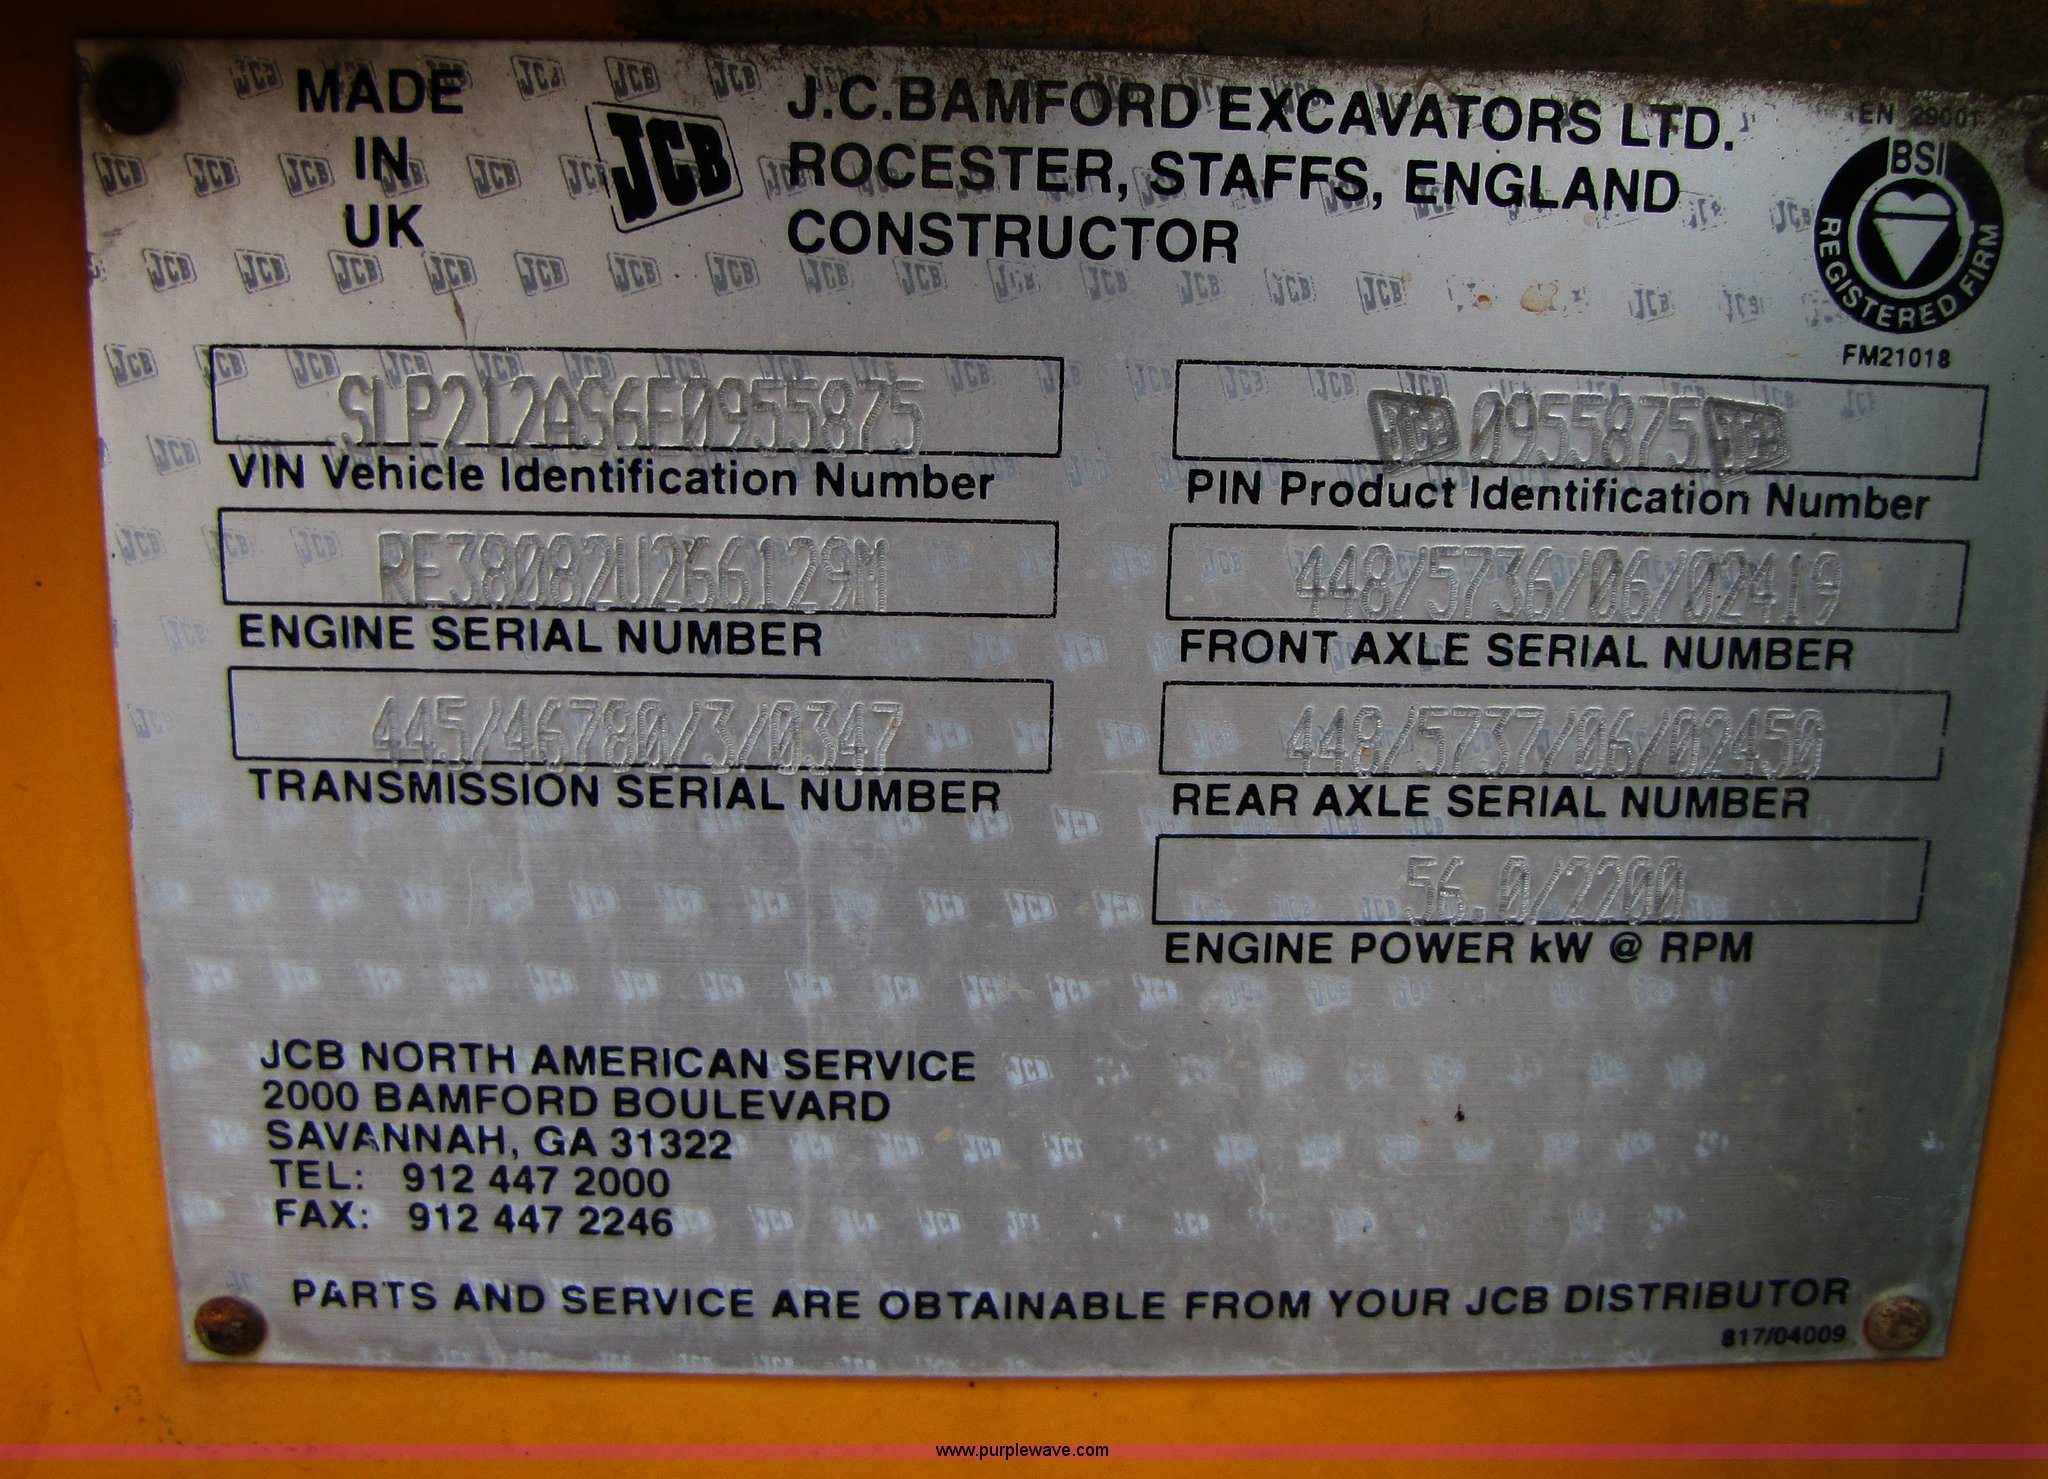 MADE
IN
UK
JCB
J.C.BAMFORD EXCAVATORS LTD.
ROCESTER, STAFFS, ENGLAND
CONSTRUCTOR
EN 29001
BSI
REGISTERED FIRM
FM21018
SLP212AS6E0955875
VIN Vehicle Identification Number
JCB 0955875 JCB
PIN Product Identification Number
RE38082U266129M
ENGINE SERIAL NUMBER
448/5736/06/02419
FRONT AXLE SERIAL NUMBER
445/46780/3/0347
TRANSMISSION SERIAL NUMBER
448/5737/06/02450
REAR AXLE SERIAL NUMBER
56.0/2200
ENGINE POWER kW @ RPM
JCB NORTH AMERICAN SERVICE
2000 BAMFORD BOULEVARD
SAVANNAH, GA 31322
TEL: 912 447 2000
FAX: 912 447 2246
PARTS AND SERVICE ARE OBTAINABLE FROM YOUR JCB DISTRIBUTOR
817/04009
www.purplewave.com